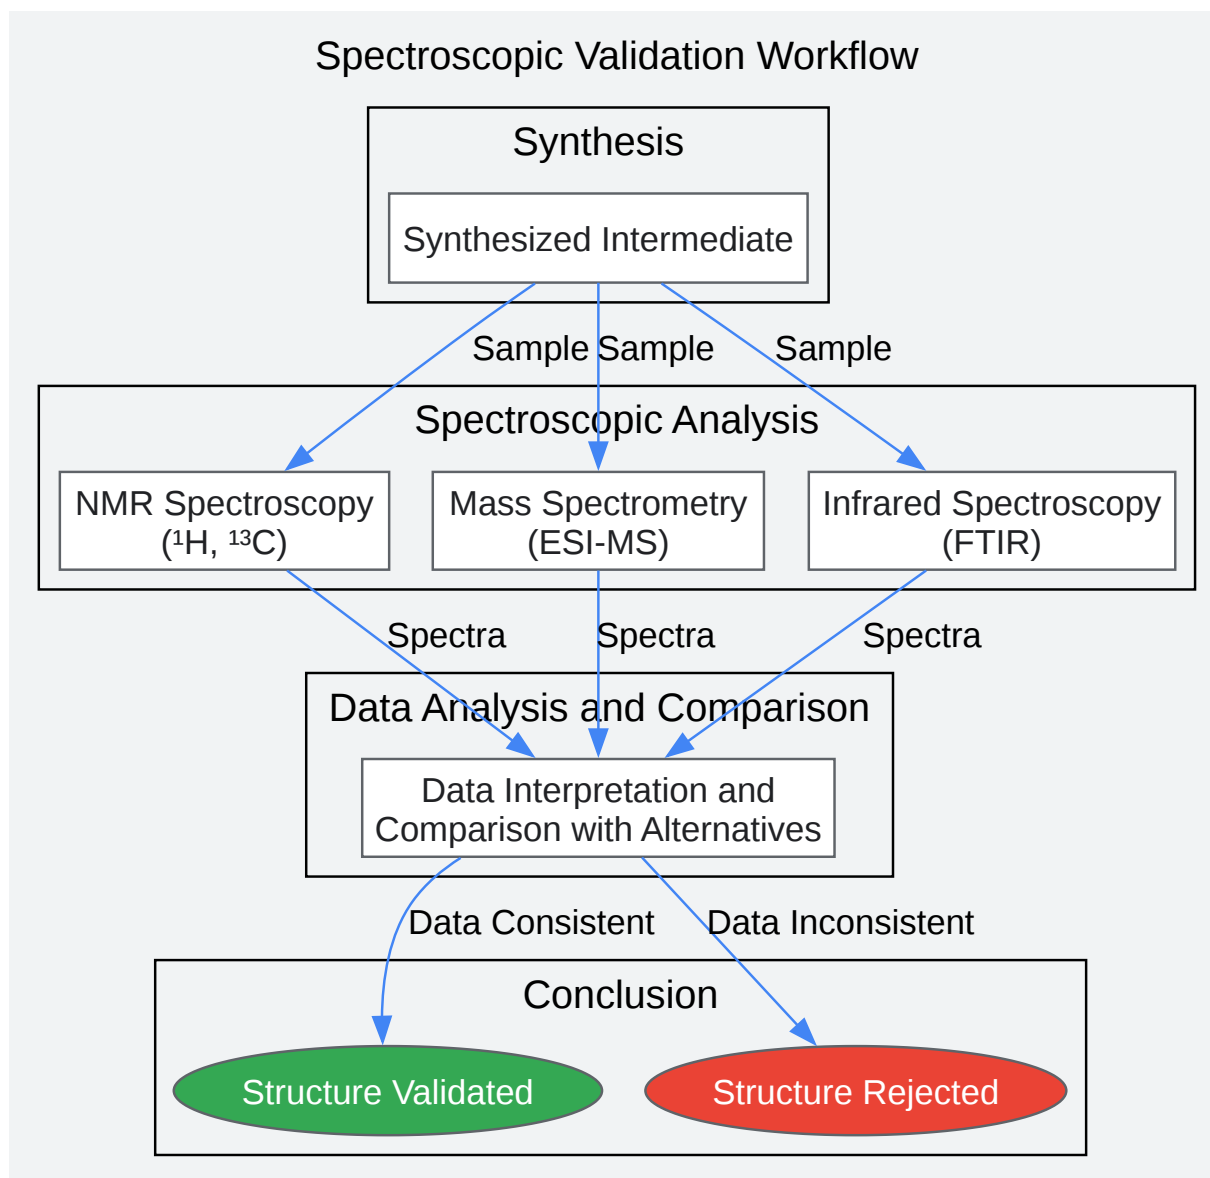 Spectroscopic Validation Workflow
Synthesis
Synthesized Intermediate
Sample
Sample
Sample
Spectroscopic Analysis
NMR Spectroscopy
(¹H, ¹³C)
Mass Spectrometry
(ESI-MS)
Infrared Spectroscopy
(FTIR)
Spectra
Spectra
Spectra
Data Analysis and Comparison
Data Interpretation and
Comparison with Alternatives
Data Consistent
Data Inconsistent
Conclusion
Structure Validated
Structure Rejected